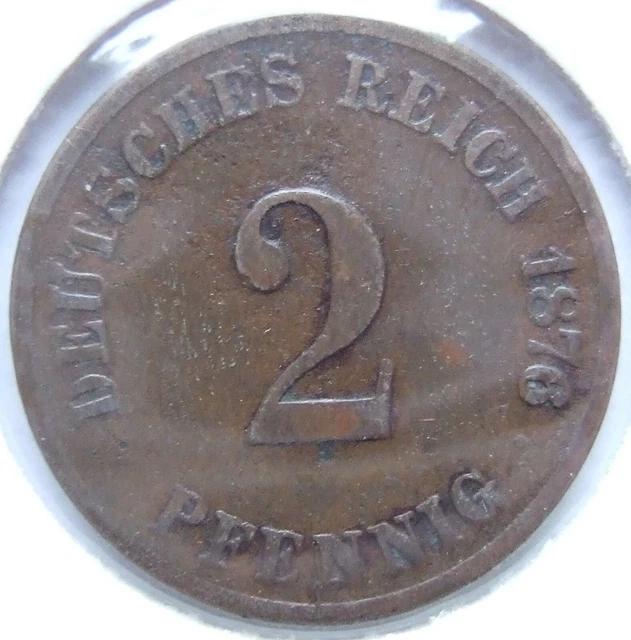 DEUTSCHES REICH 1876
2
PFENNIG